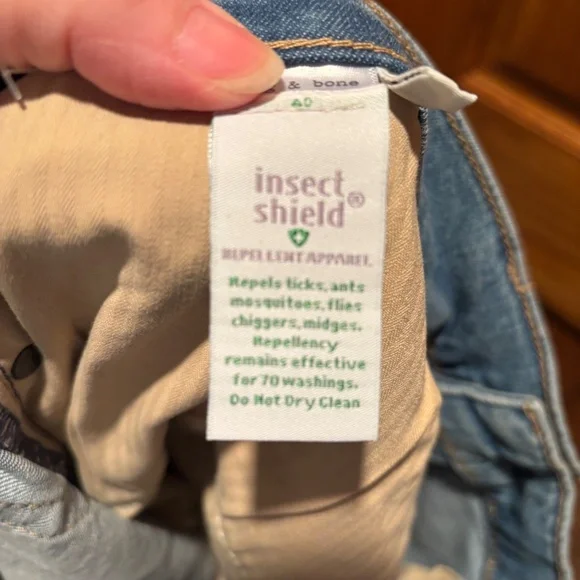 & bone
40
insect
shield®
REPELLENT APPAREL
Repels ticks, ants
mosquitoes, flies
chiggers, midges.
Repellency
remains effective
for 70 washings.
Do Not Dry Clean